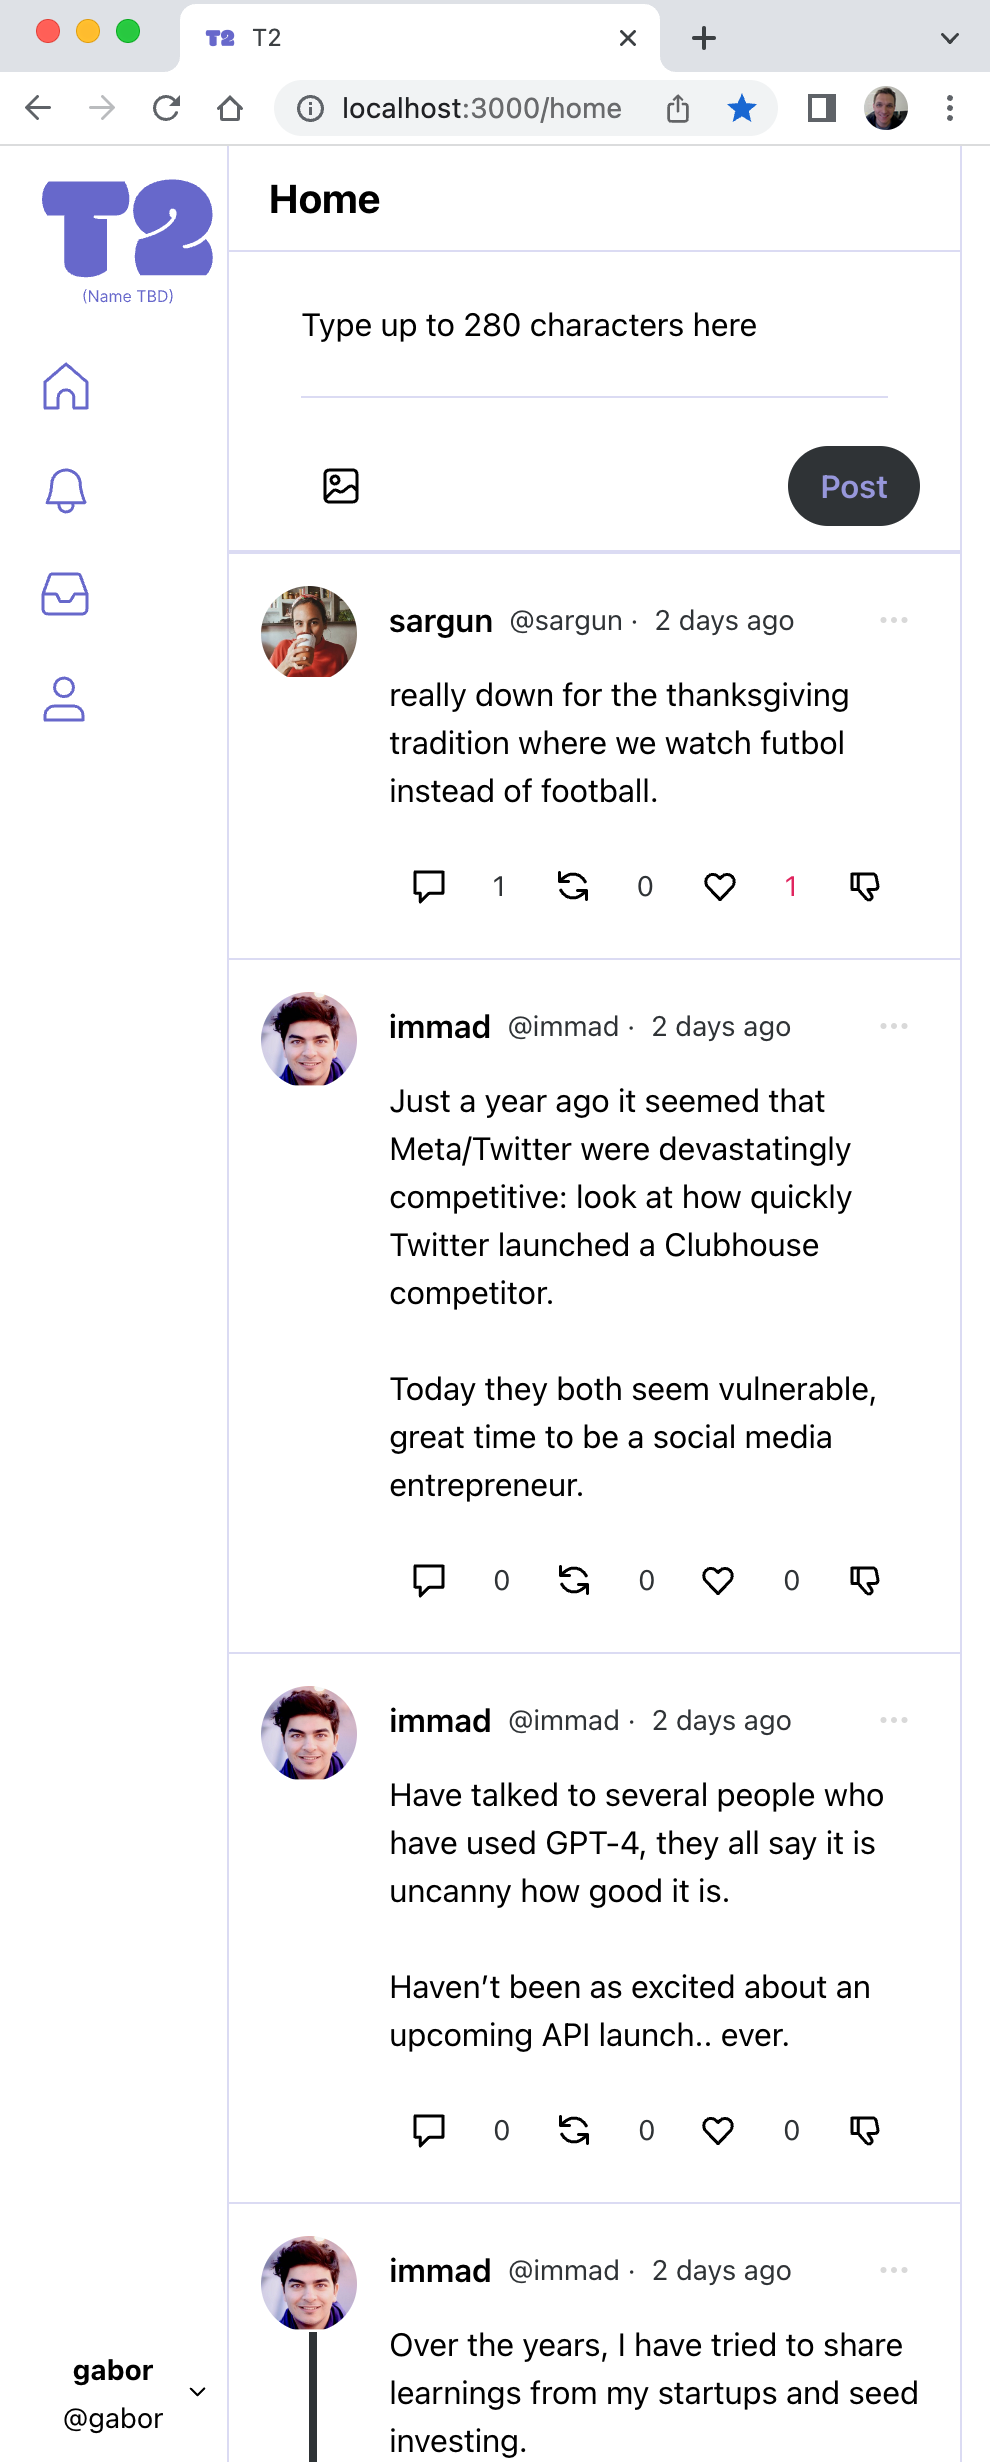 T2
T2
localhost:3000/home
T2
(Name TBD)
Home
Type up to 280 characters here
Post
sargun @sargun · 2 days ago
really down for the thanksgiving
tradition where we watch futbol
instead of football.
1 0 1
immad @immad · 2 days ago
Just a year ago it seemed that
Meta/Twitter were devastatingly
competitive: look at how quickly
Twitter launched a Clubhouse
competitor.
Today they both seem vulnerable,
great time to be a social media
entrepreneur.
0 0 0
immad @immad · 2 days ago
Have talked to several people who
have used GPT-4, they all say it is
uncanny how good it is.
Haven’t been as excited about an
upcoming API launch.. ever.
0 0 0
immad @immad · 2 days ago
Over the years, I have tried to share
learnings from my startups and seed
investing.
gabor
@gabor